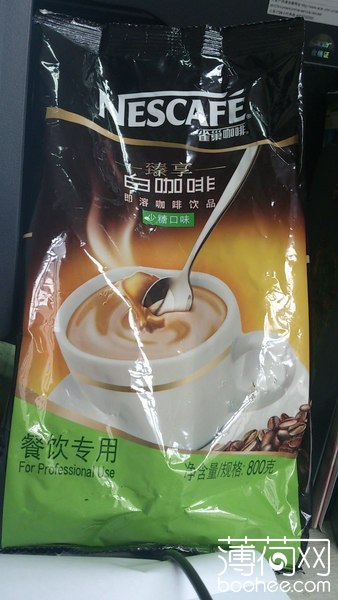 NESCAFÉ®
雀巢咖啡
臻享
白咖啡
即溶咖啡饮品
少糖口味
餐饮专用
For Professional Use
净含量/规格: 800克
薄荷网
boohee.com